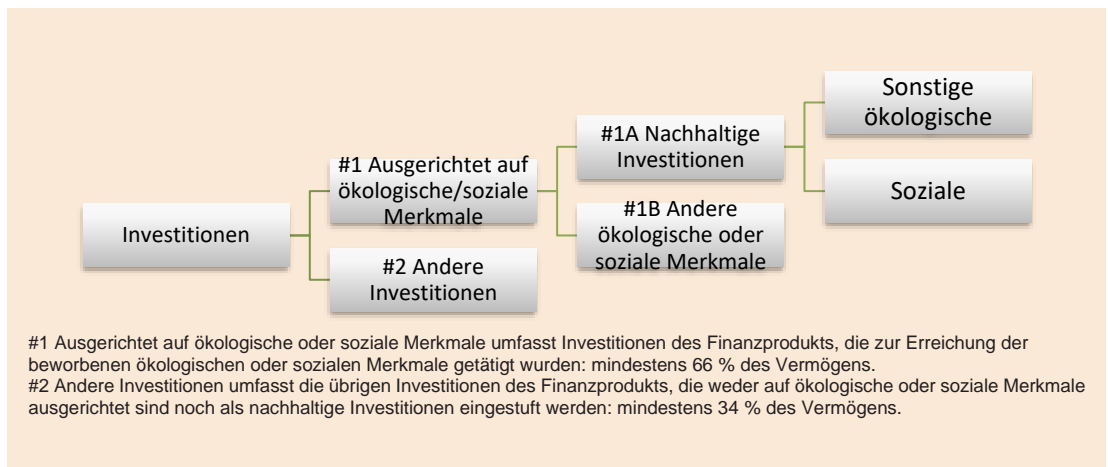 Investitionen
#1 Ausgerichtet auf
ökologische/soziale
Merkmale
#2 Andere
Investitionen
#1A Nachhaltige
Investitionen
#1B Andere
ökologische oder
soziale Merkmale
Sonstige
ökologische
Soziale
#1 Ausgerichtet auf ökologische oder soziale Merkmale umfasst Investitionen des Finanzprodukts, die zur Erreichung der
beworbenen ökologischen oder sozialen Merkmale getätigt wurden: mindestens 66 % des Vermögens.
#2 Andere Investitionen umfasst die übrigen Investitionen des Finanzprodukts, die weder auf ökologische oder soziale Merkmale
ausgerichtet sind noch als nachhaltige Investitionen eingestuft werden: mindestens 34 % des Vermögens.